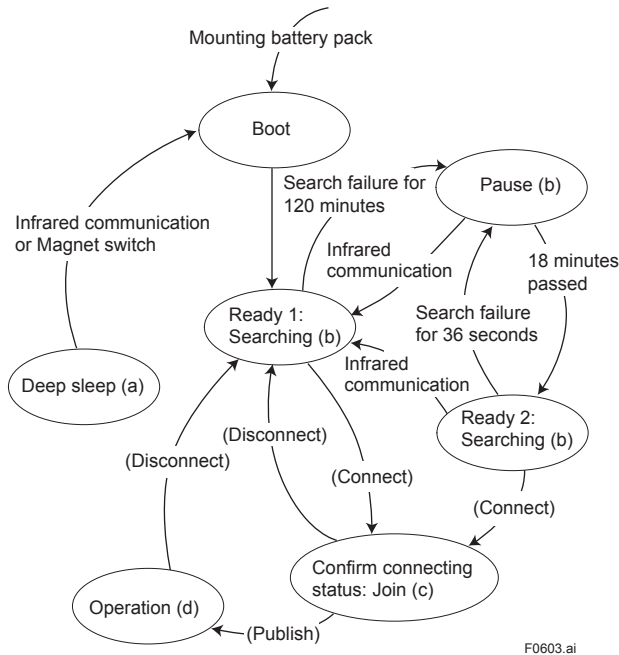 Mounting battery pack
Boot
Search failure for
120 minutes
Pause (b)
Infrared communication
or Magnet switch
Infrared
communication
18 minutes
passed
Ready 1:
Searching (b)
Search failure
for 36 seconds
Infrared
communication
Deep sleep (a)
Ready 2:
Searching (b)
(Disconnect)
(Disconnect)
(Connect)
(Connect)
Confirm connecting
status: Join (c)
Operation (d)
(Publish)
F0603.ai